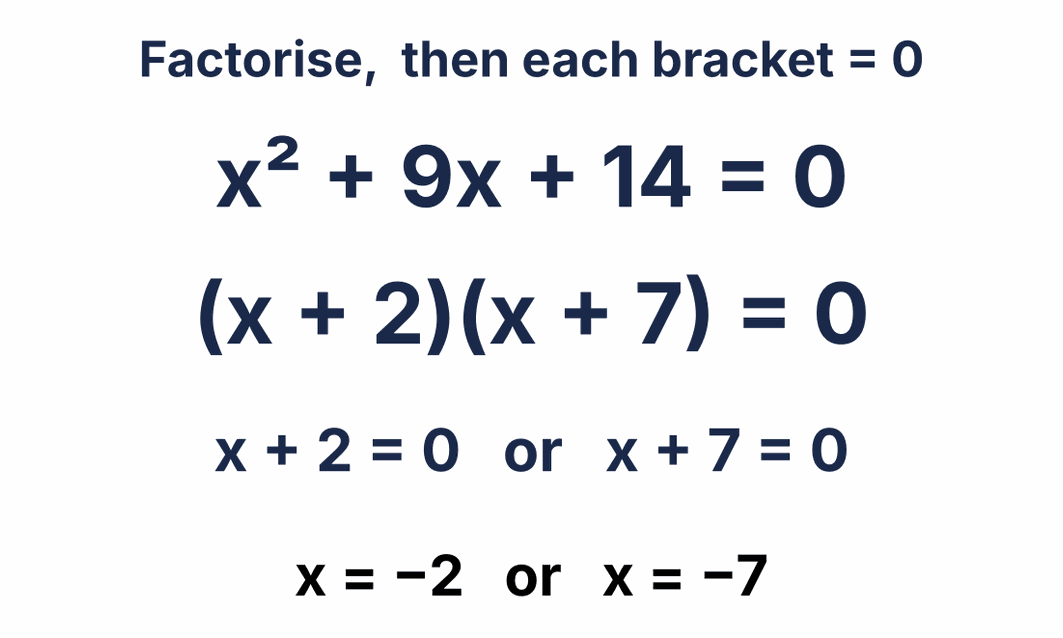 Factorise, then each bracket = 0
x² + 9x + 14 = 0
(x + 2)(x + 7) = 0
x + 2 = 0 or x + 7 = 0
x = −2 or x = −7